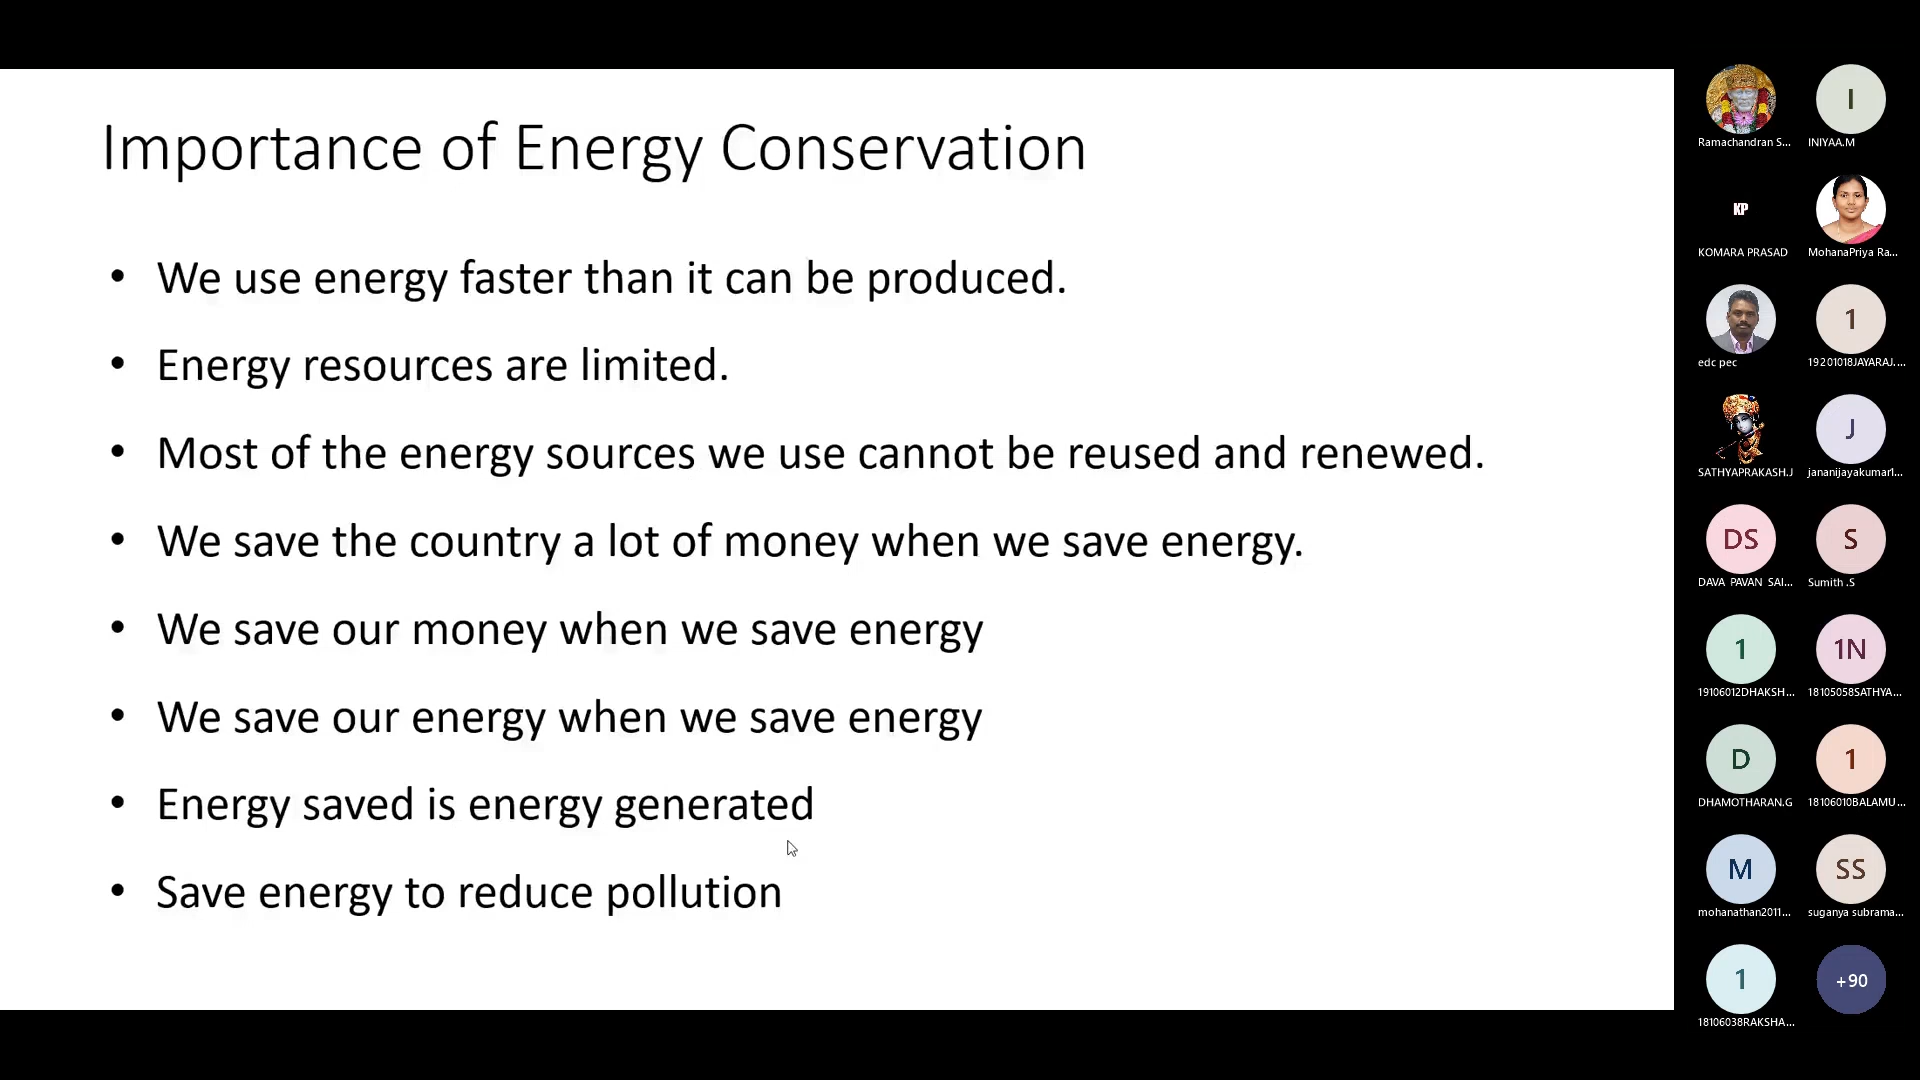 Importance of Energy Conservation
• We use energy faster than it can be produced.
• Energy resources are limited.
• Most of the energy sources we use cannot be reused and renewed.
• We save the country a lot of money when we save energy.
• We save our money when we save energy
• We save our energy when we save energy
• Energy saved is energy generated
• Save energy to reduce pollution
I
Ramachandran S...
INIYAA.M
KP
KOMARA PRASAD
MohanaPriya Ra...
1
edc pec
19201018JAYARAJ....
J
SATHYAPRAKASH.J
jananijayakumar1...
DS
S
DAVA PAVAN SAI...
Sumith .S
1
1N
19106012DHAKSH...
18105058SATHYA...
D
1
DHAMOTHARAN.G
18106010BALAMU...
M
SS
mohanathan2011...
suganya subrama...
1
+90
18106038RAKSHA...